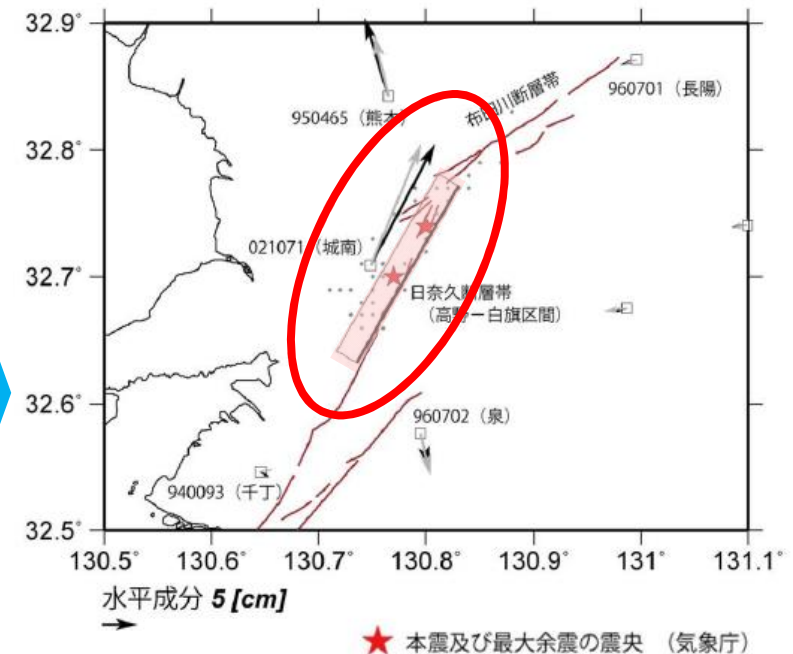 32.9°
950465（熊本）
布田川断層帯
960701（長陽）
32.8°
021071（城南）
32.7°
日奈久断層帯
（高野ー白旗区間）
32.6°
960702（泉）
940093（千丁）
32.5°
130.5° 130.6° 130.7° 130.8° 130.9° 131° 131.1°
水平成分 5 [cm]
本震及び最大余震の震央 （気象庁）